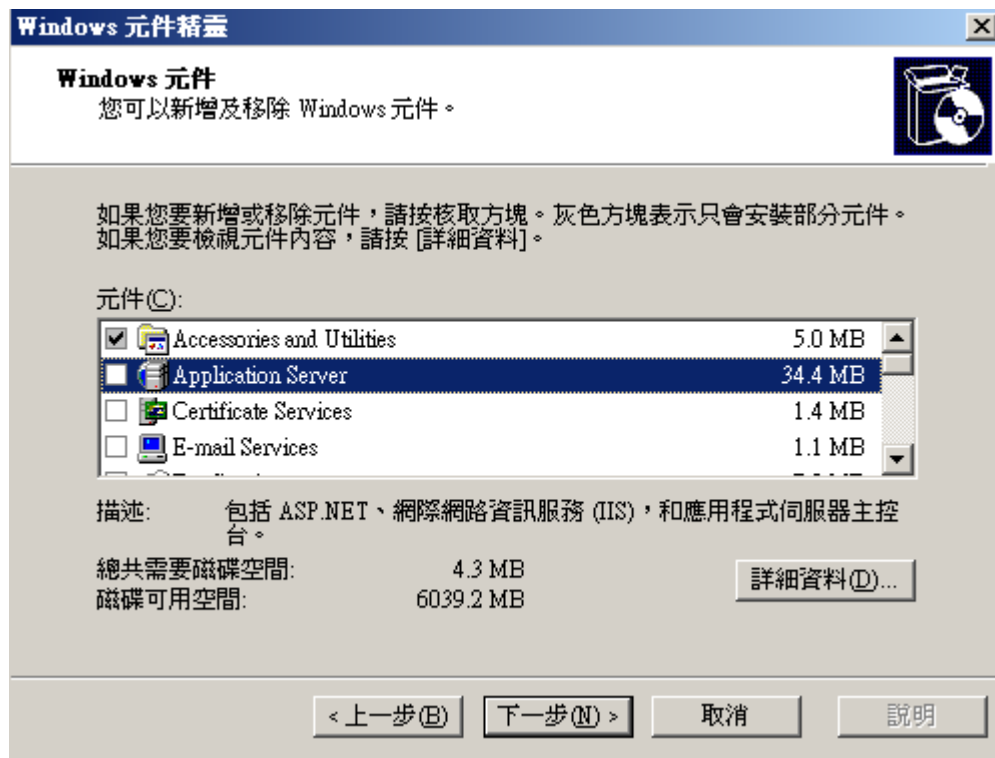 Windows 元件精靈
Windows 元件
您可以新增及移除 Windows 元件。
如果您要新增或移除元件，請按核取方塊。灰色方塊表示只會安裝部分元件。
如果您要檢視元件內容，請按 [詳細資料]。
元件(C):
Accessories and Utilities 5.0 MB
Application Server 34.4 MB
Certificate Services 1.4 MB
E-mail Services 1.1 MB
描述: 包括 ASP.NET、網際網路資訊服務 (IIS)，和應用程式伺服器主控
台。
總共需要磁碟空間: 4.3 MB
磁碟可用空間: 6039.2 MB
詳細資料(D)...
<上一步(B) 下一步(N)> 取消 說明